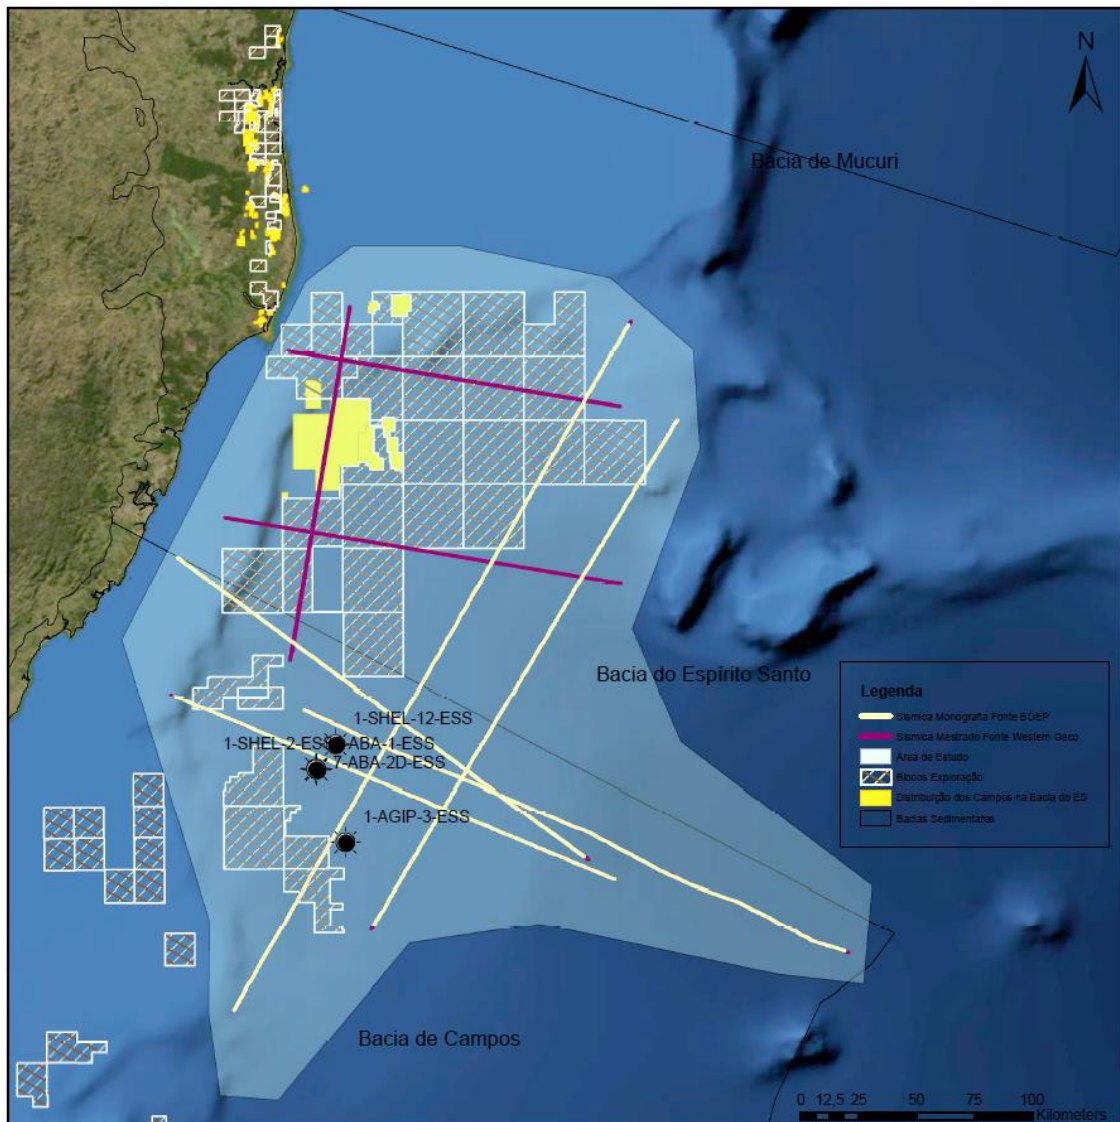 N
Bacia de Mucuri
Bacia do Espírito Santo
Legenda
Sísmica Monografia Fonte BDEP
Sísmica Mestrado Fonte Western Geco
Área de Estudo
Blocos Exploração
Distribuição dos Campos na Bacia do ES
Bacias Sedimentares
1-SHEL-12-ESS
1-SHEL-2-ESS ABA-1-ESS
7-ABA-2D-ESS
1-AGIP-3-ESS
Bacia de Campos
0 12,5 25 50 75 100
Kilometers